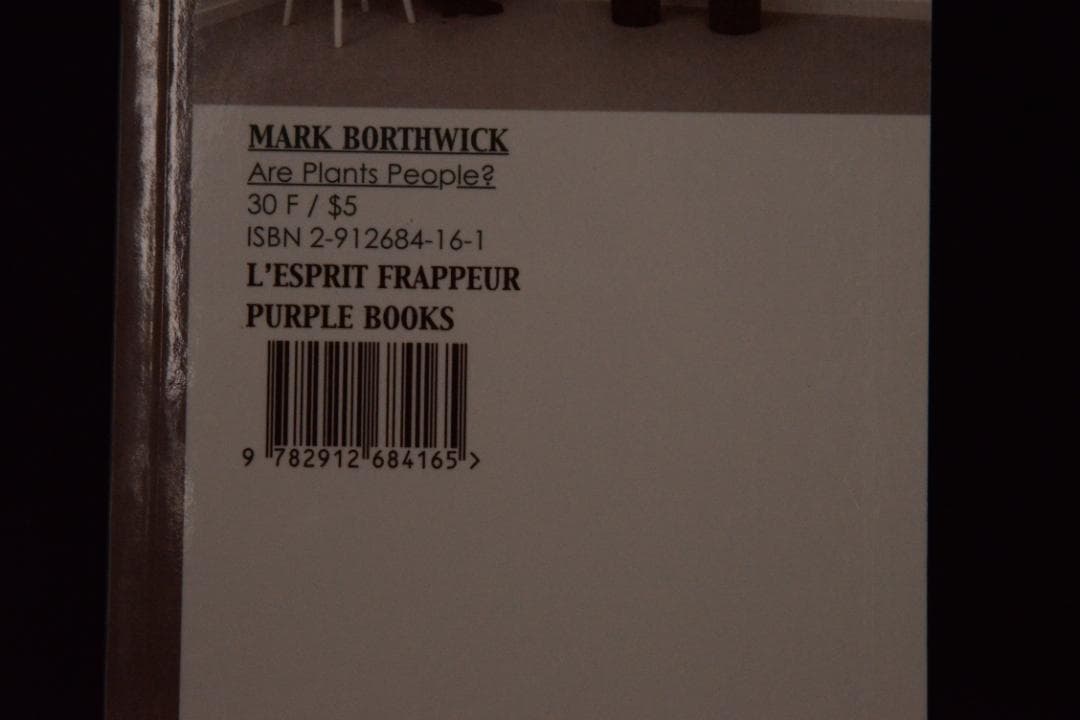 MARK BORTHWICK
Are Plants People?
30 F / $5
ISBN 2-912684-16-1
L'ESPRIT FRAPPEUR
PURPLE BOOKS
9 782912 684165 >